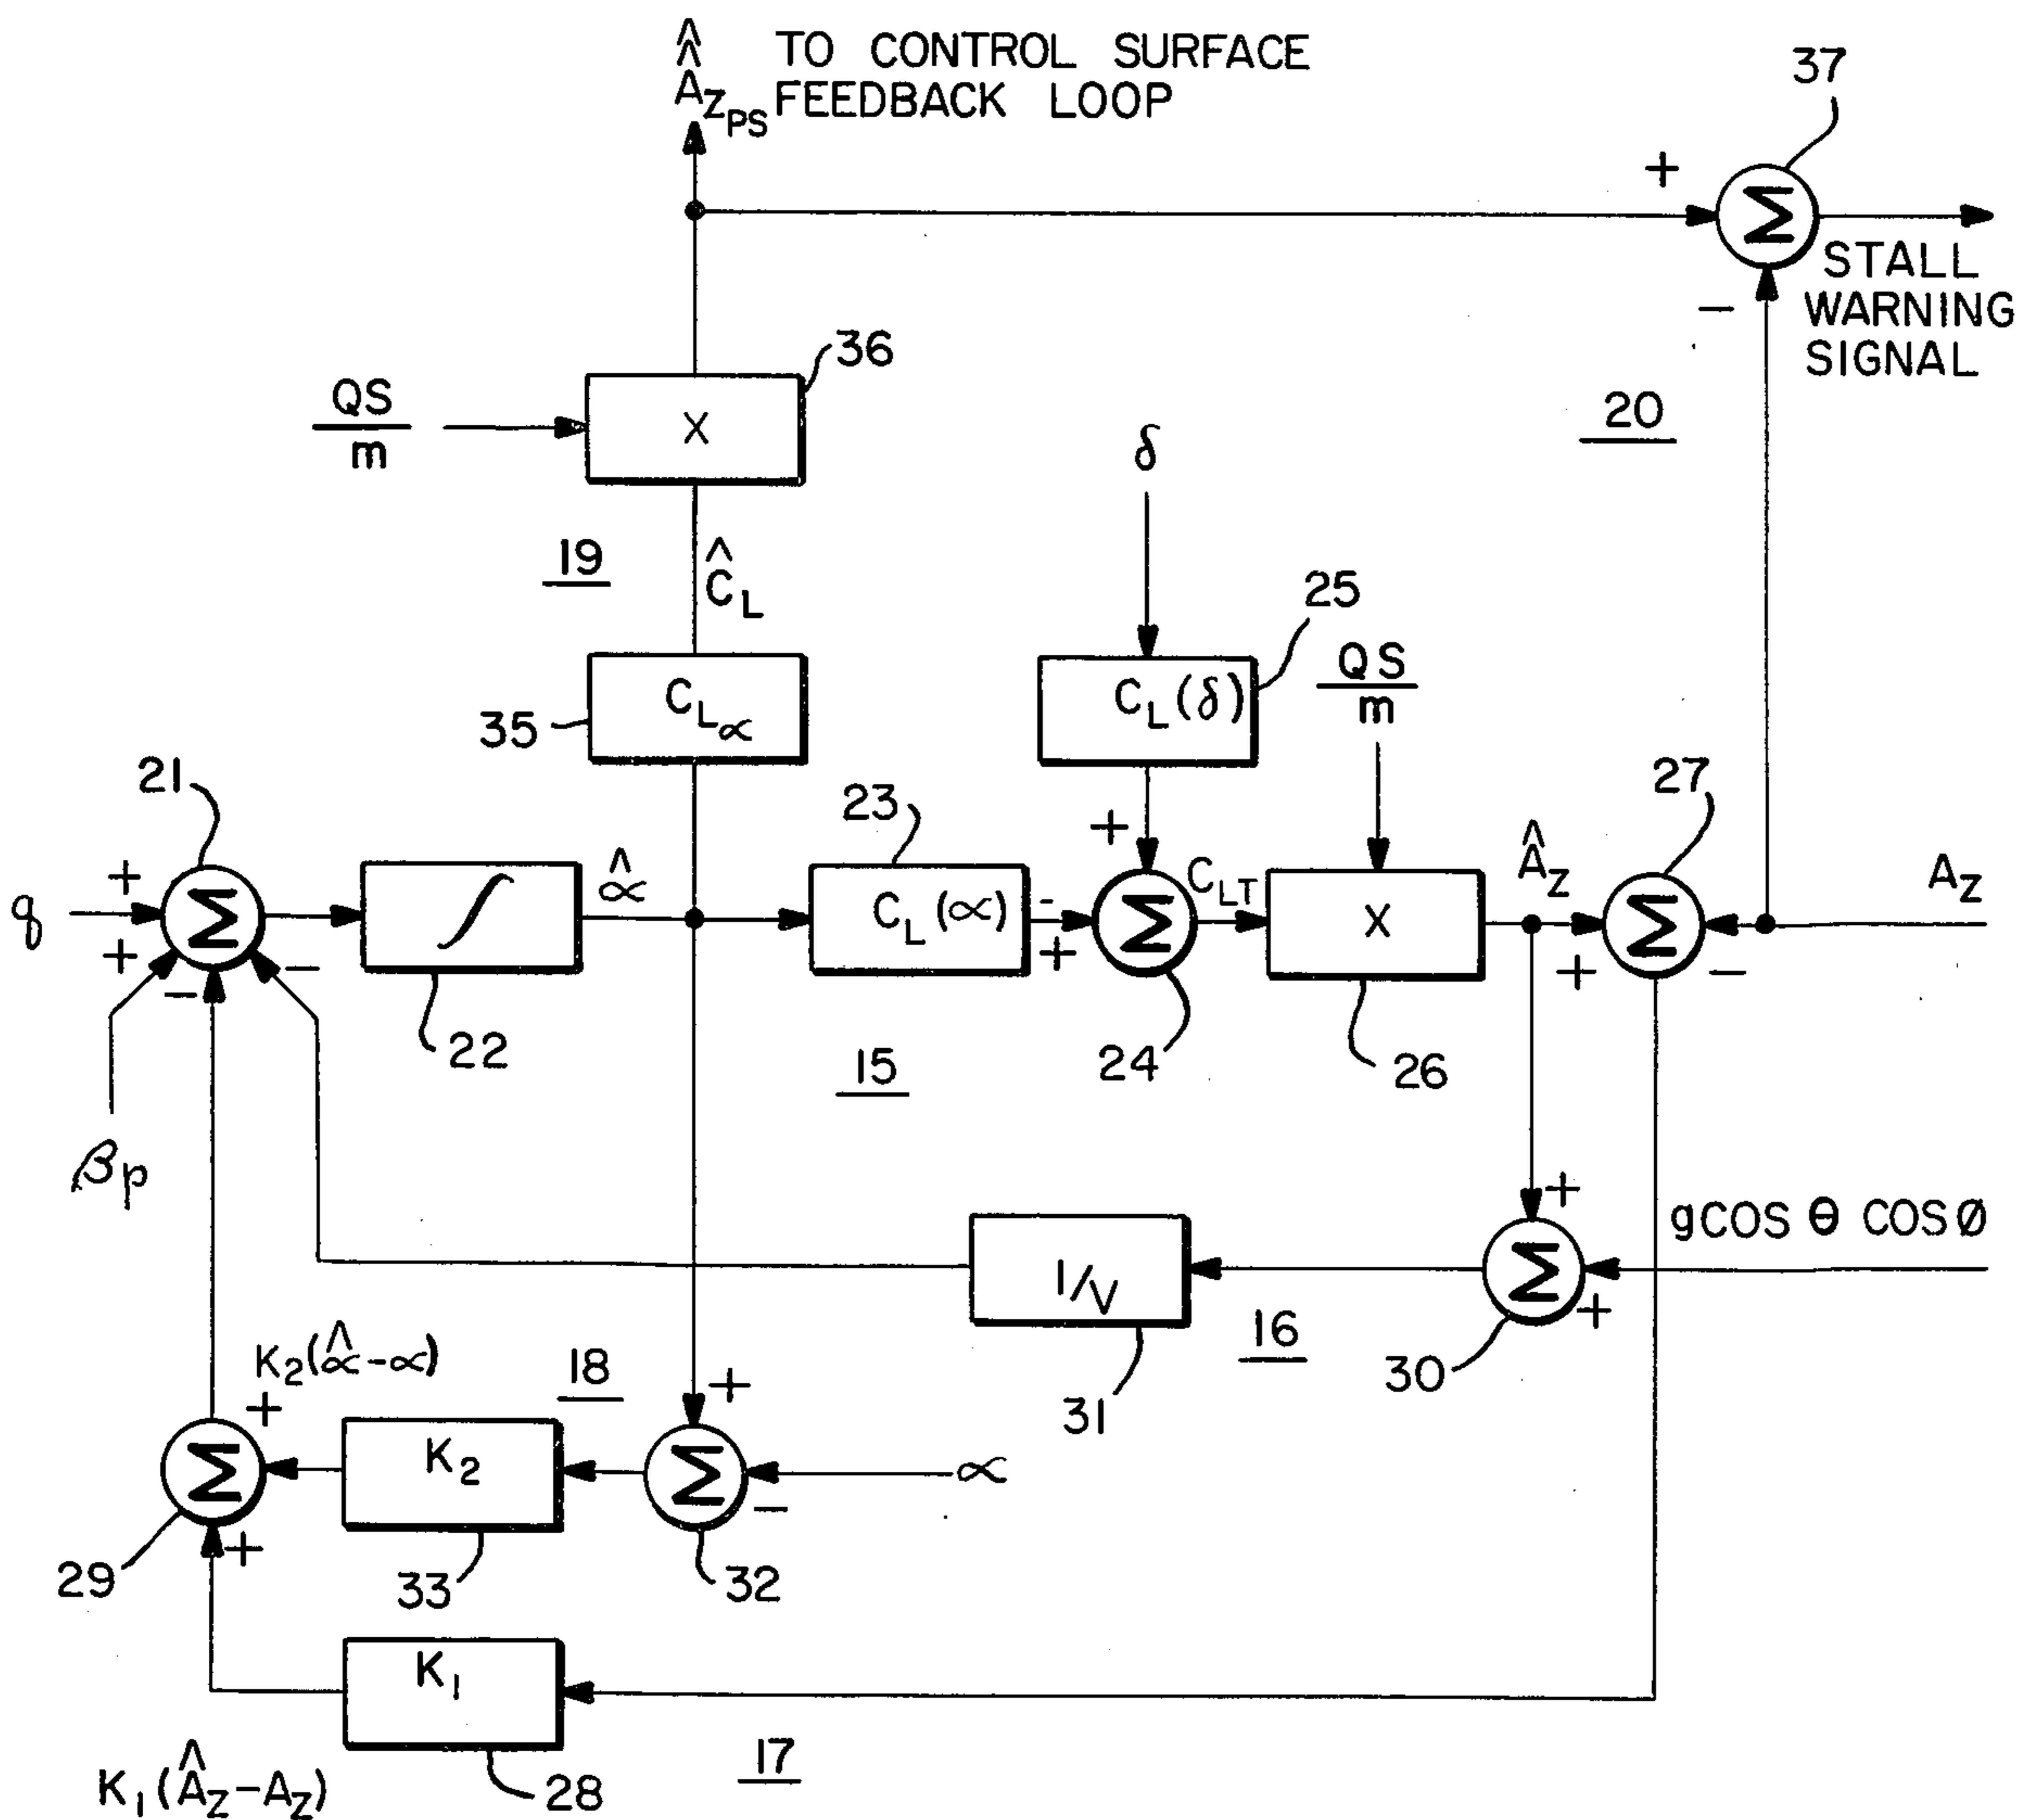 Â̂_ZPS TO CONTROL SURFACE
FEEDBACK LOOP
37
+
Σ
STALL
WARNING
SIGNAL
−
36
QS
m
X
20
δ
19
Ĉ_L
25
C_Lα
35
C_L(δ)
QS
m
21
23
27
+
q
+
Σ
∫
α̂
C_L(α)
-
+
+
Σ
C_LT
X
Â_Z
Σ
A_Z
+
−
−
−
βp
22
15
24
26
+
g COS θ COS Ø
Σ
+
1/V
16
30
31
K_2(α̂-α)
18
+
+
Σ
K_2
Σ
α
−
29
+
33
32
K_1
K_1(Â_Z-A_Z)
28
17